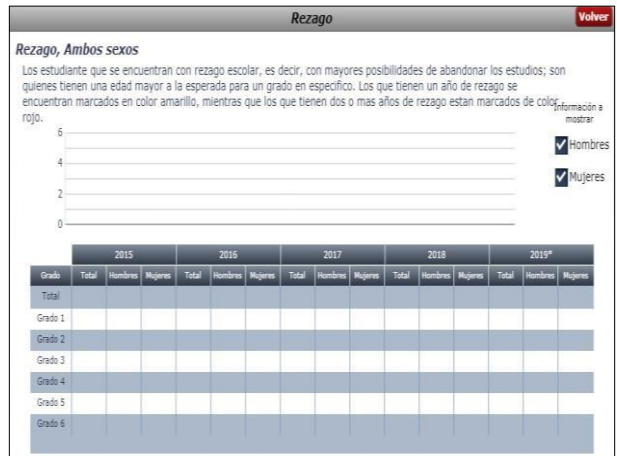 Rezago
Volver
Rezago, Ambos sexos
Los estudiante que se encuentran con rezago escolar, es decir, con mayores posibilidades de abandonar los estudios; son
quienes tienen una edad mayor a la esperada para un grado en especifico. Los que tienen un año de rezago se
encuentran marcados en color amarillo, mientras que los que tienen dos o mas años de rezago estan marcados de color
rojo.
Información a
mostrar
Hombres
Mujeres
6
4
2
0
2015 2016 2017 2018 2019*
Grado Total Hombres Mujeres Total Hombres Mujeres Total Hombres Mujeres Total Hombres Mujeres Total Hombres Mujeres
Total
Grado 1
Grado 2
Grado 3
Grado 4
Grado 5
Grado 6